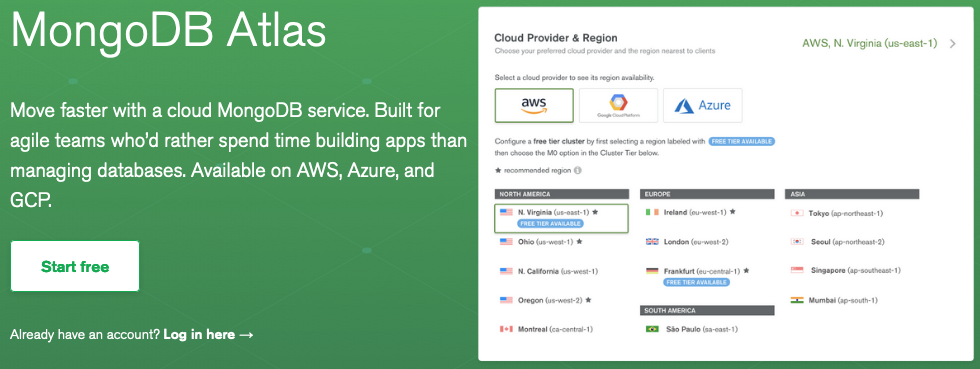 MongoDB Atlas
Move faster with a cloud MongoDB service. Built for
agile teams who'd rather spend time building apps than
managing databases. Available on AWS, Azure, and
GCP.
Start free
Already have an account? Log in here →
Cloud Provider & Region
Choose your preferred cloud provider and the region nearest to clients
AWS, N. Virginia (us-east-1)
Select a cloud provider to see its region availability.
aws
Google Cloud Platform
Azure
Configure a free tier cluster by first selecting a region labeled with FREE TIER AVAILABLE
then choose the M0 option in the Cluster Tier below.
★ recommended region
NORTH AMERICA
N. Virginia (us-east-1) ★
FREE TIER AVAILABLE
Ohio (us-west-1) ★
N. California (us-west-1)
Oregon (us-west-2) ★
Montreal (ca-central-1)
EUROPE
Ireland (eu-west-1) ★
London (eu-west-2)
Frankfurt (eu-central-1) ★
FREE TIER AVAILABLE
SOUTH AMERICA
São Paulo (sa-east-1)
ASIA
Tokyo (ap-northeast-1)
Seoul (ap-northeast-2)
Singapore (ap-southeast-1)
Mumbai (ap-south-1)